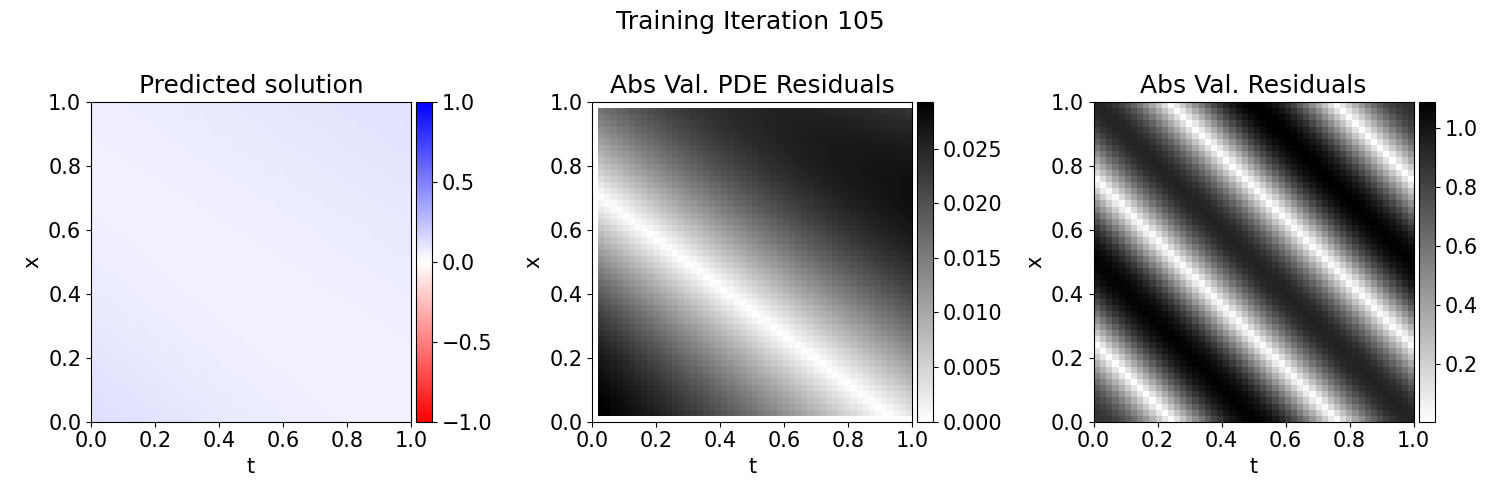 Training Iteration 105
Predicted solution
1.0
0.8
0.6
0.4
0.2
0.0
x
0.0 0.2 0.4 0.6 0.8 1.0
t
1.0
0.5
0.0
−0.5
−1.0
Abs Val. PDE Residuals
1.0
0.8
0.6
0.4
0.2
0.0
x
0.0 0.2 0.4 0.6 0.8 1.0
t
0.025
0.020
0.015
0.010
0.005
0.000
Abs Val. Residuals
1.0
0.8
0.6
0.4
0.2
0.0
x
0.0 0.2 0.4 0.6 0.8 1.0
t
1.0
0.8
0.6
0.4
0.2